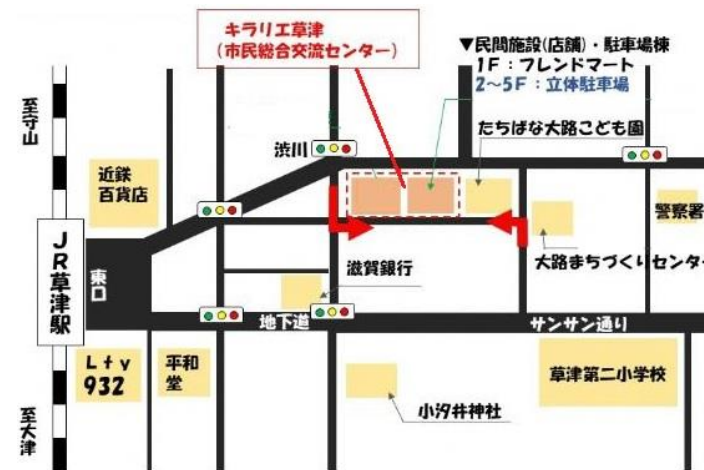 キラリエ草津
(市民総合交流センター)
▼民間施設(店舗)・駐車場棟
1F：フレンドマート
2〜5F：立体駐車場
至守山
渋川
たちばな大路こども園
近鉄
百貨店
警察署
JR草津駅
東口
滋賀銀行
大路まちづくりセンター
地下道
サンサン通り
Lty
932
平和
堂
草津第二小学校
小汐井神社
至大津